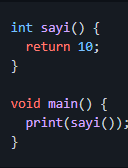 int sayi() {
  return 10;
}

void main() {
  print(sayi());
}